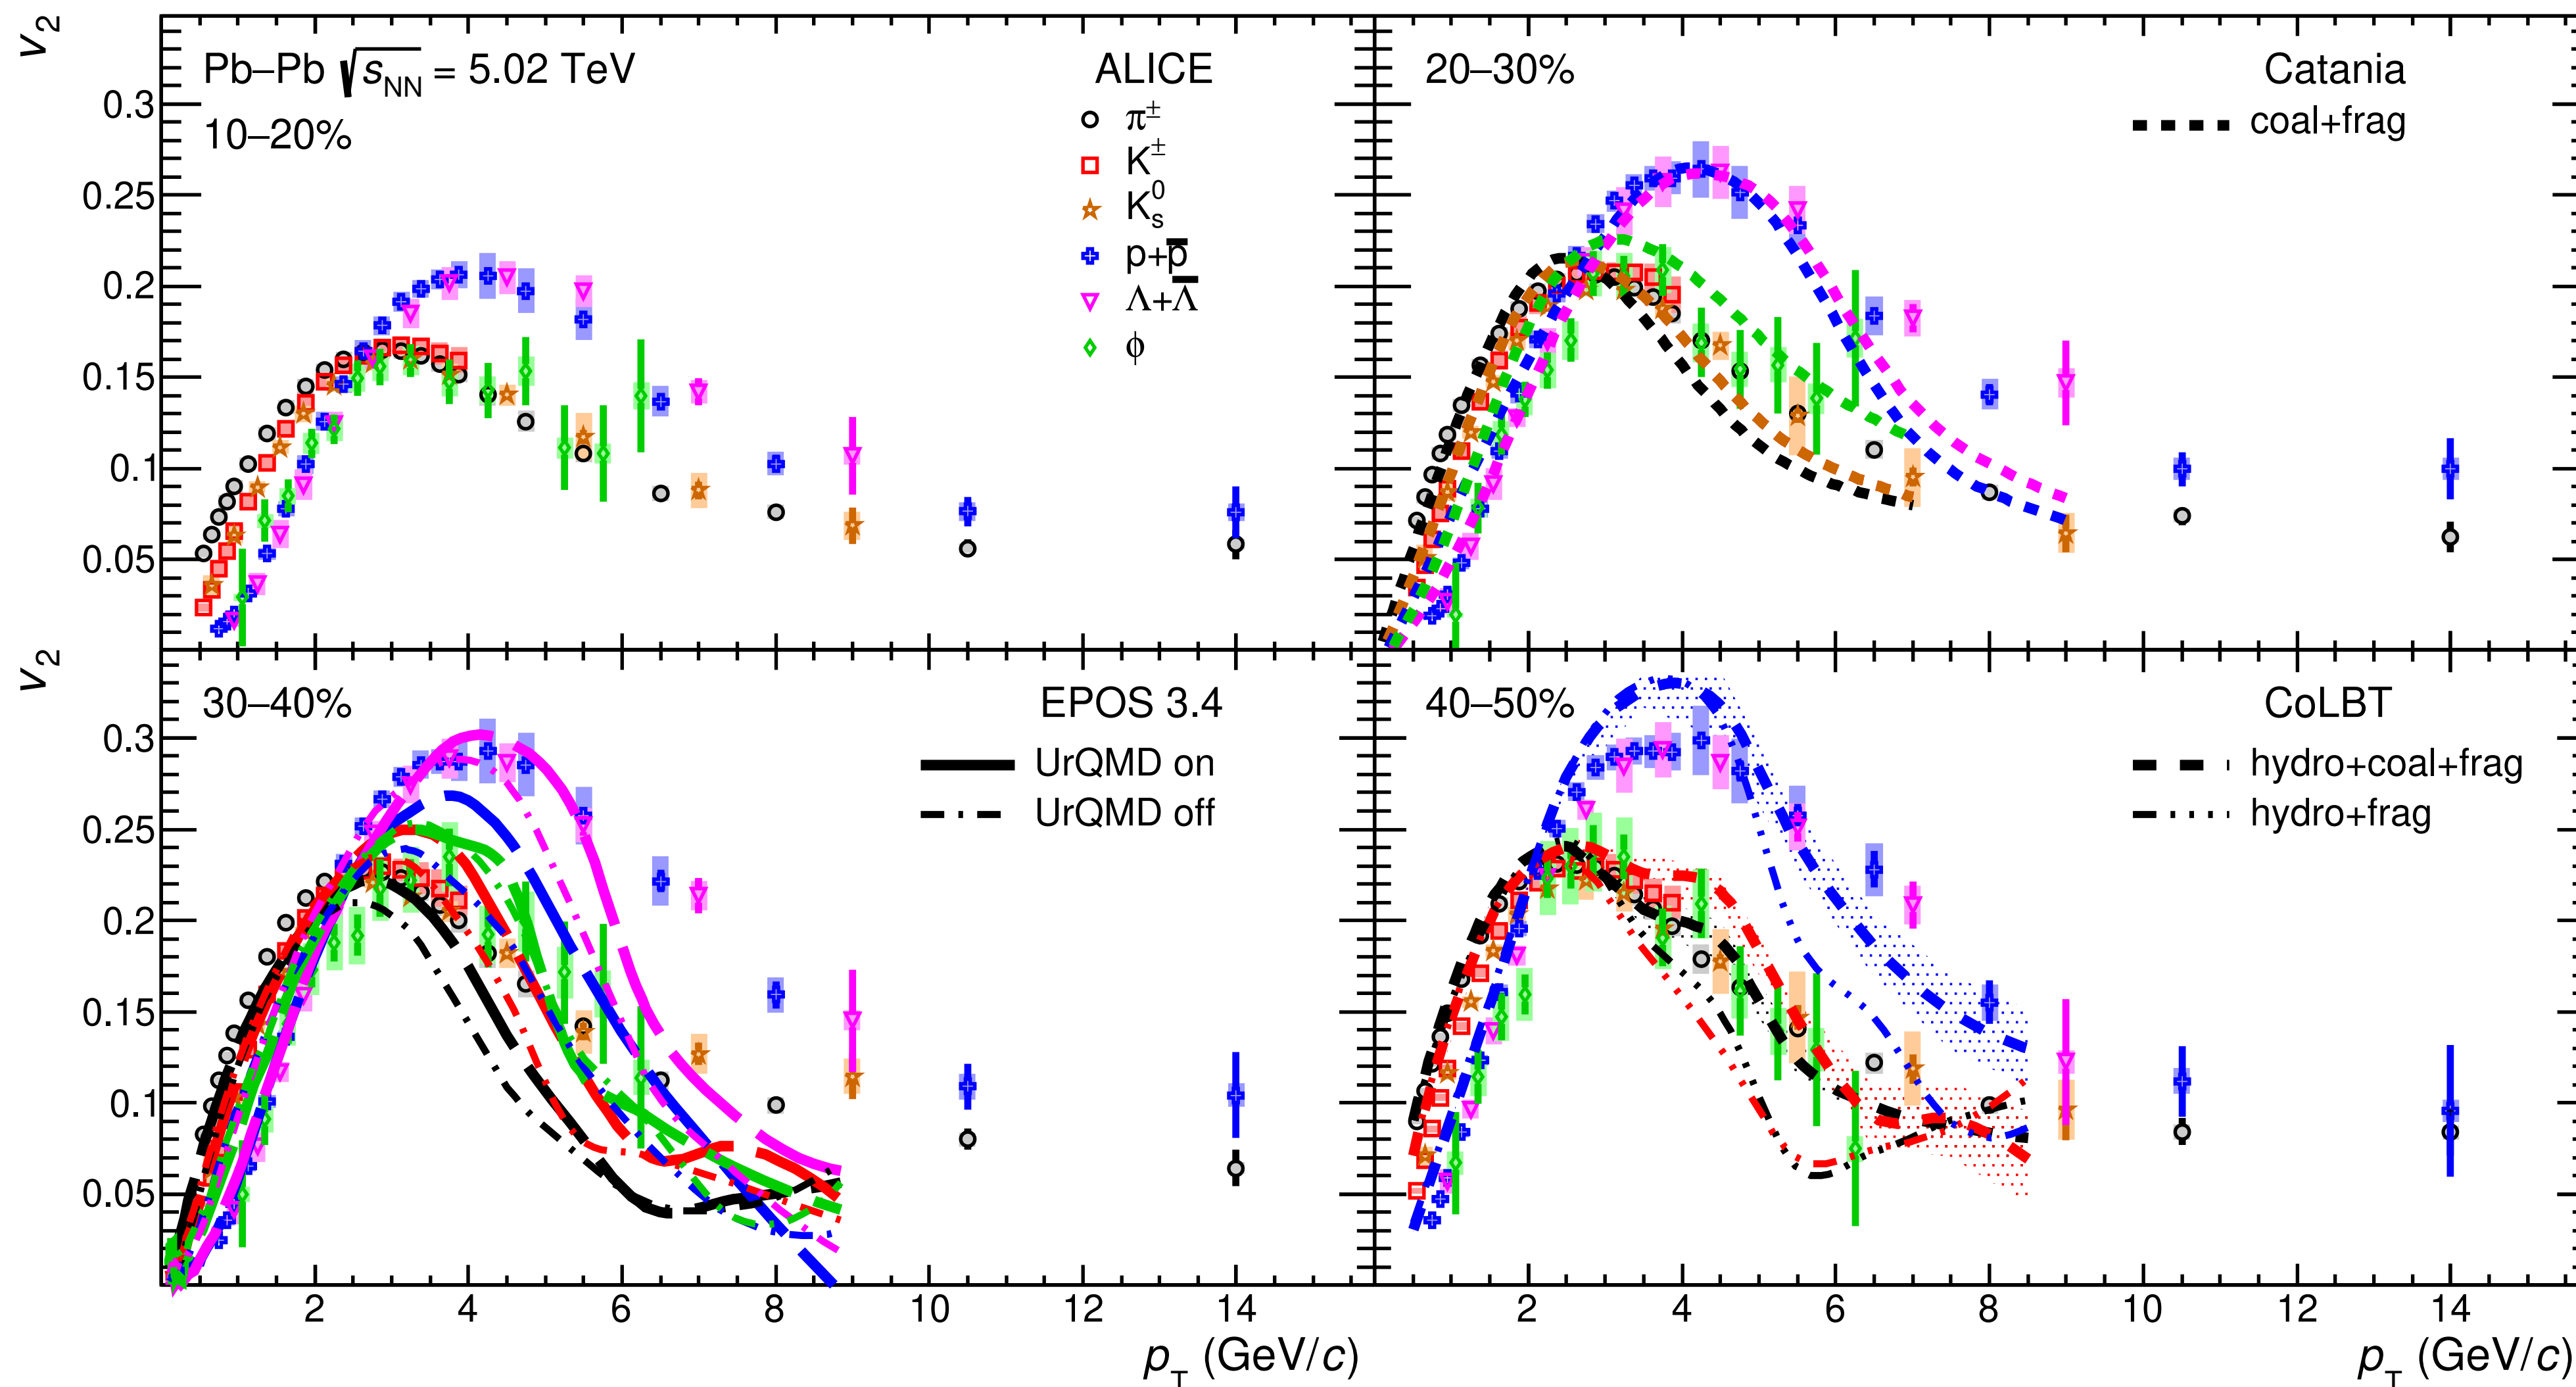 v₂
Pb–Pb √s_NN = 5.02 TeV
10–20%
ALICE
π±
K±
K⁰s
p+p̅
Λ+Λ̅
ϕ
0.3
0.25
0.2
0.15
0.1
0.05
20–30%
Catania
coal+frag
v₂
30–40%
EPOS 3.4
UrQMD on
UrQMD off
0.3
0.25
0.2
0.15
0.1
0.05
40–50%
CoLBT
hydro+coal+frag
hydro+frag
2 4 6 8 10 12 14
2 4 6 8 10 12 14
p_T (GeV/c)
p_T (GeV/c)